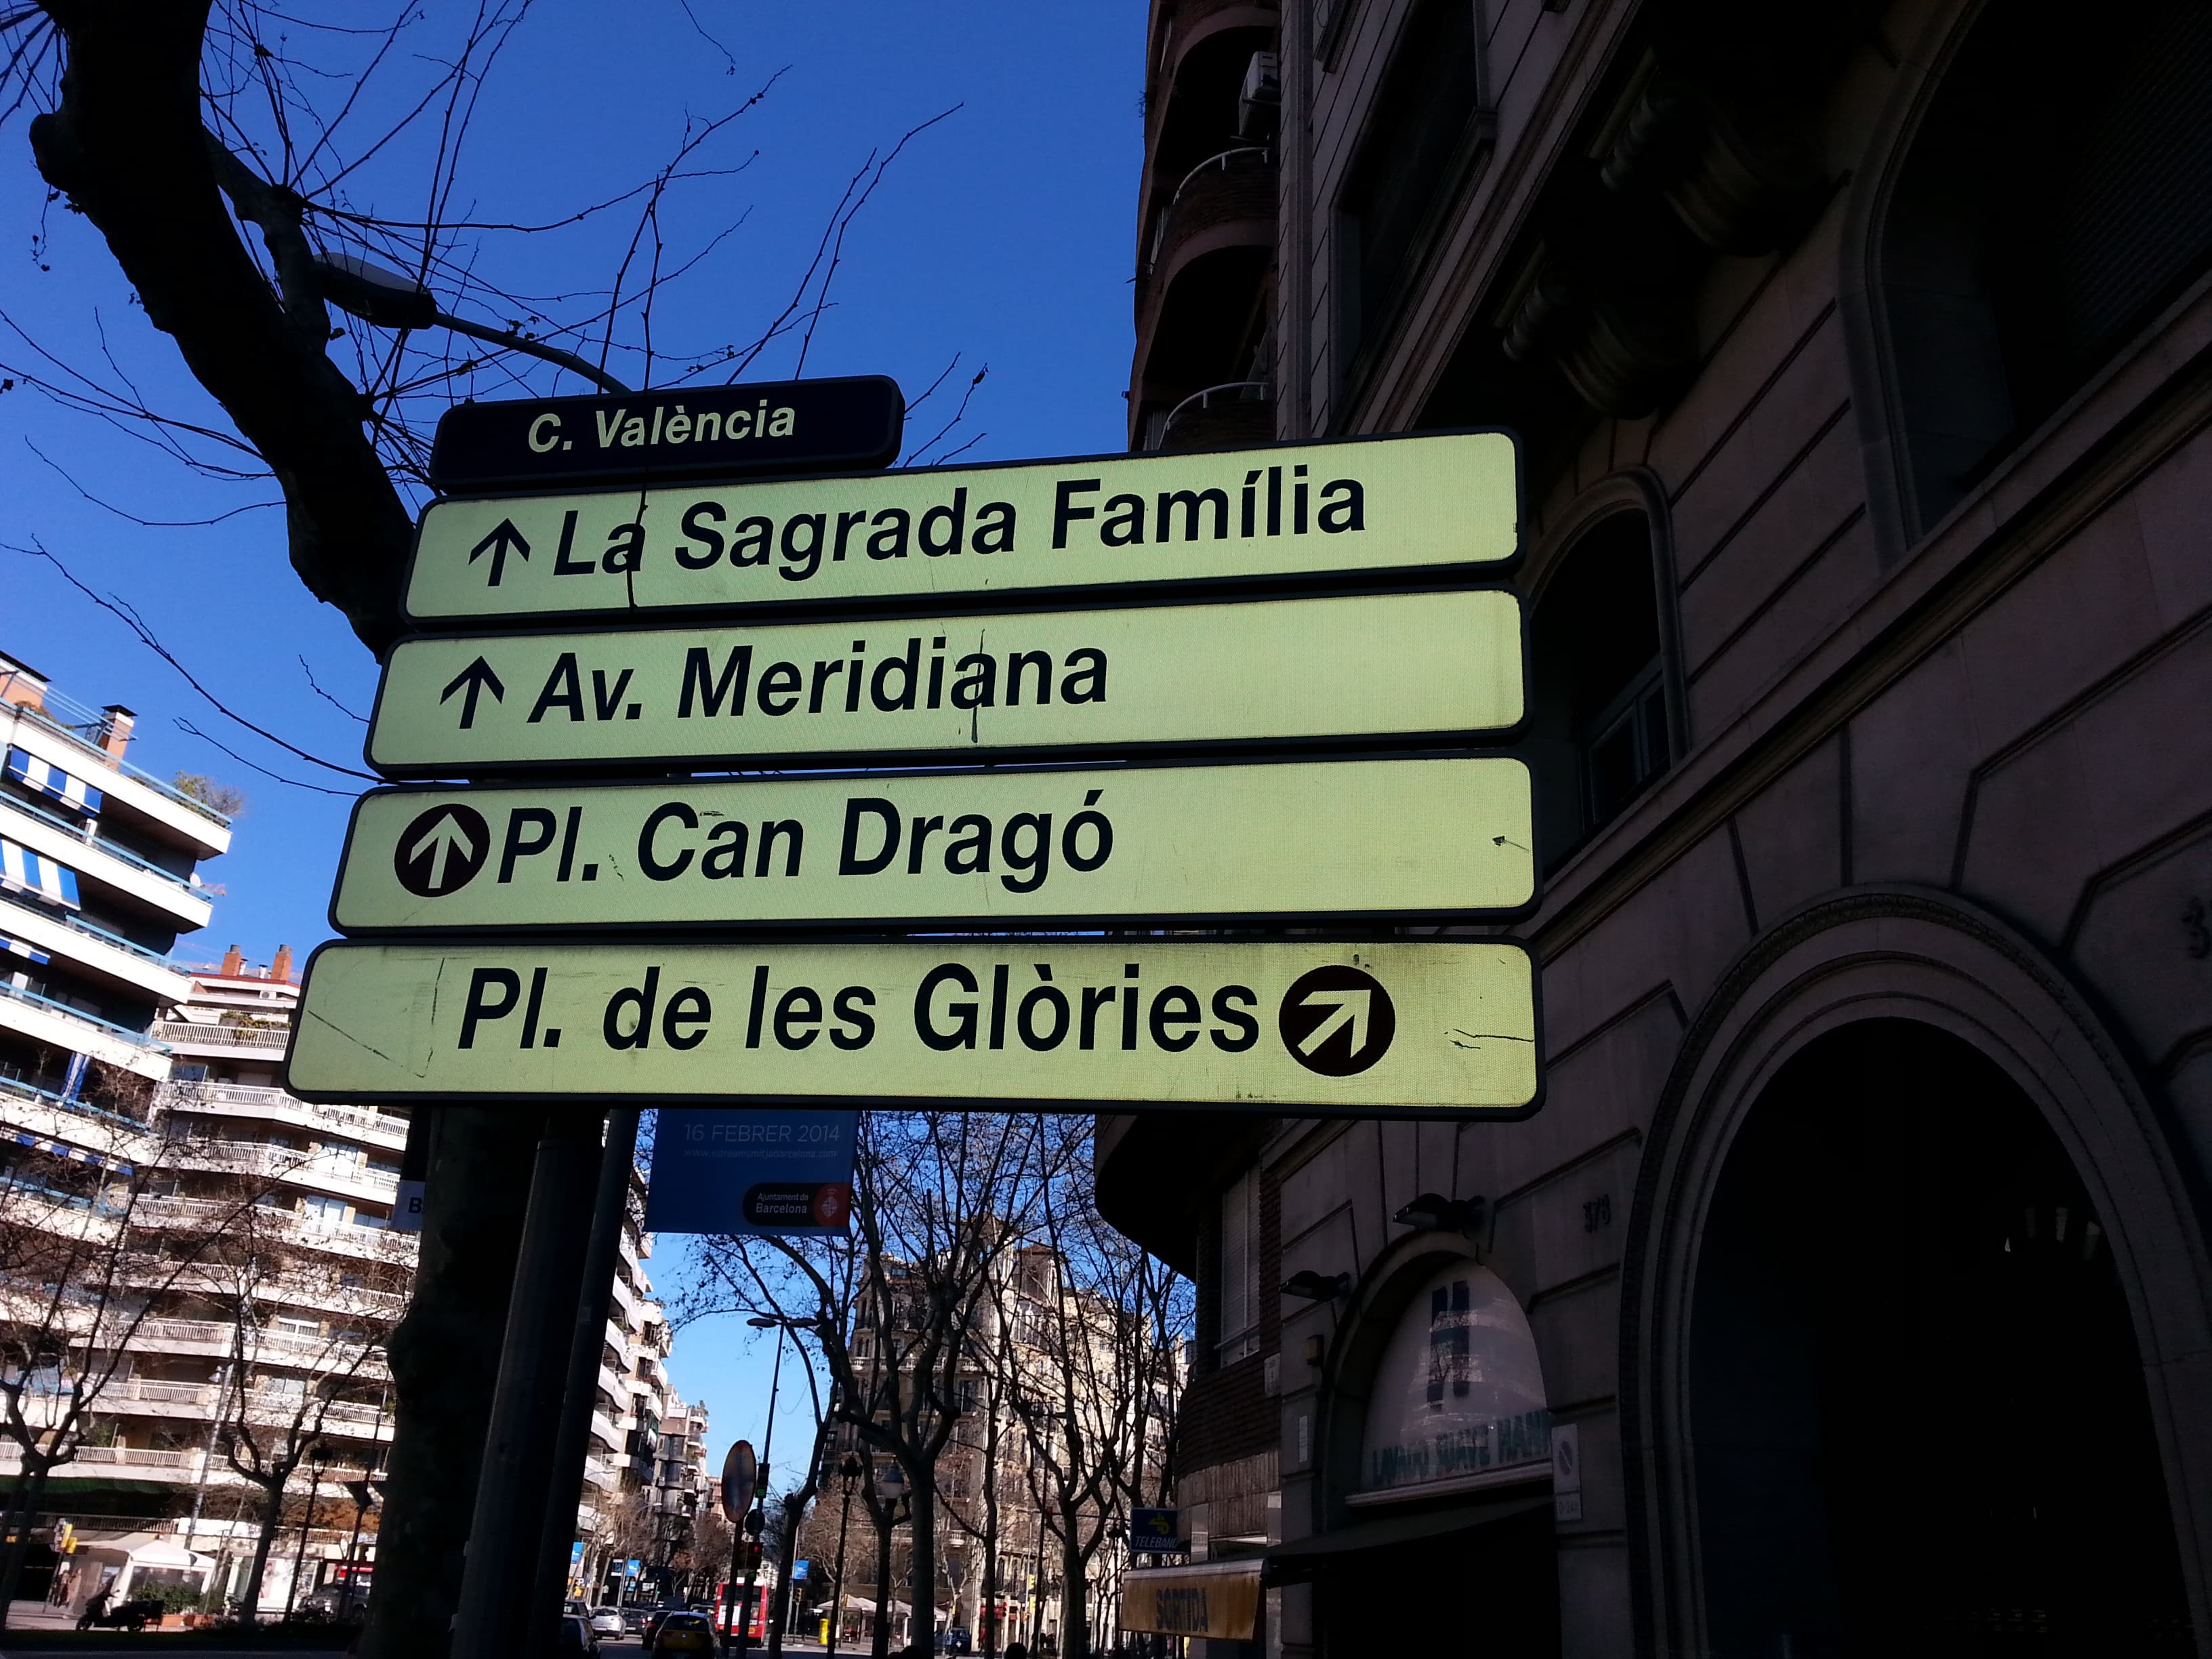 C. València
La Sagrada Família
Av. Meridiana
Pl. Can Dragó
Pl. de les Glòries
16 FEBRER 2014
Ajuntament de
Barcelona
378
TELEBANC
SORTIDA